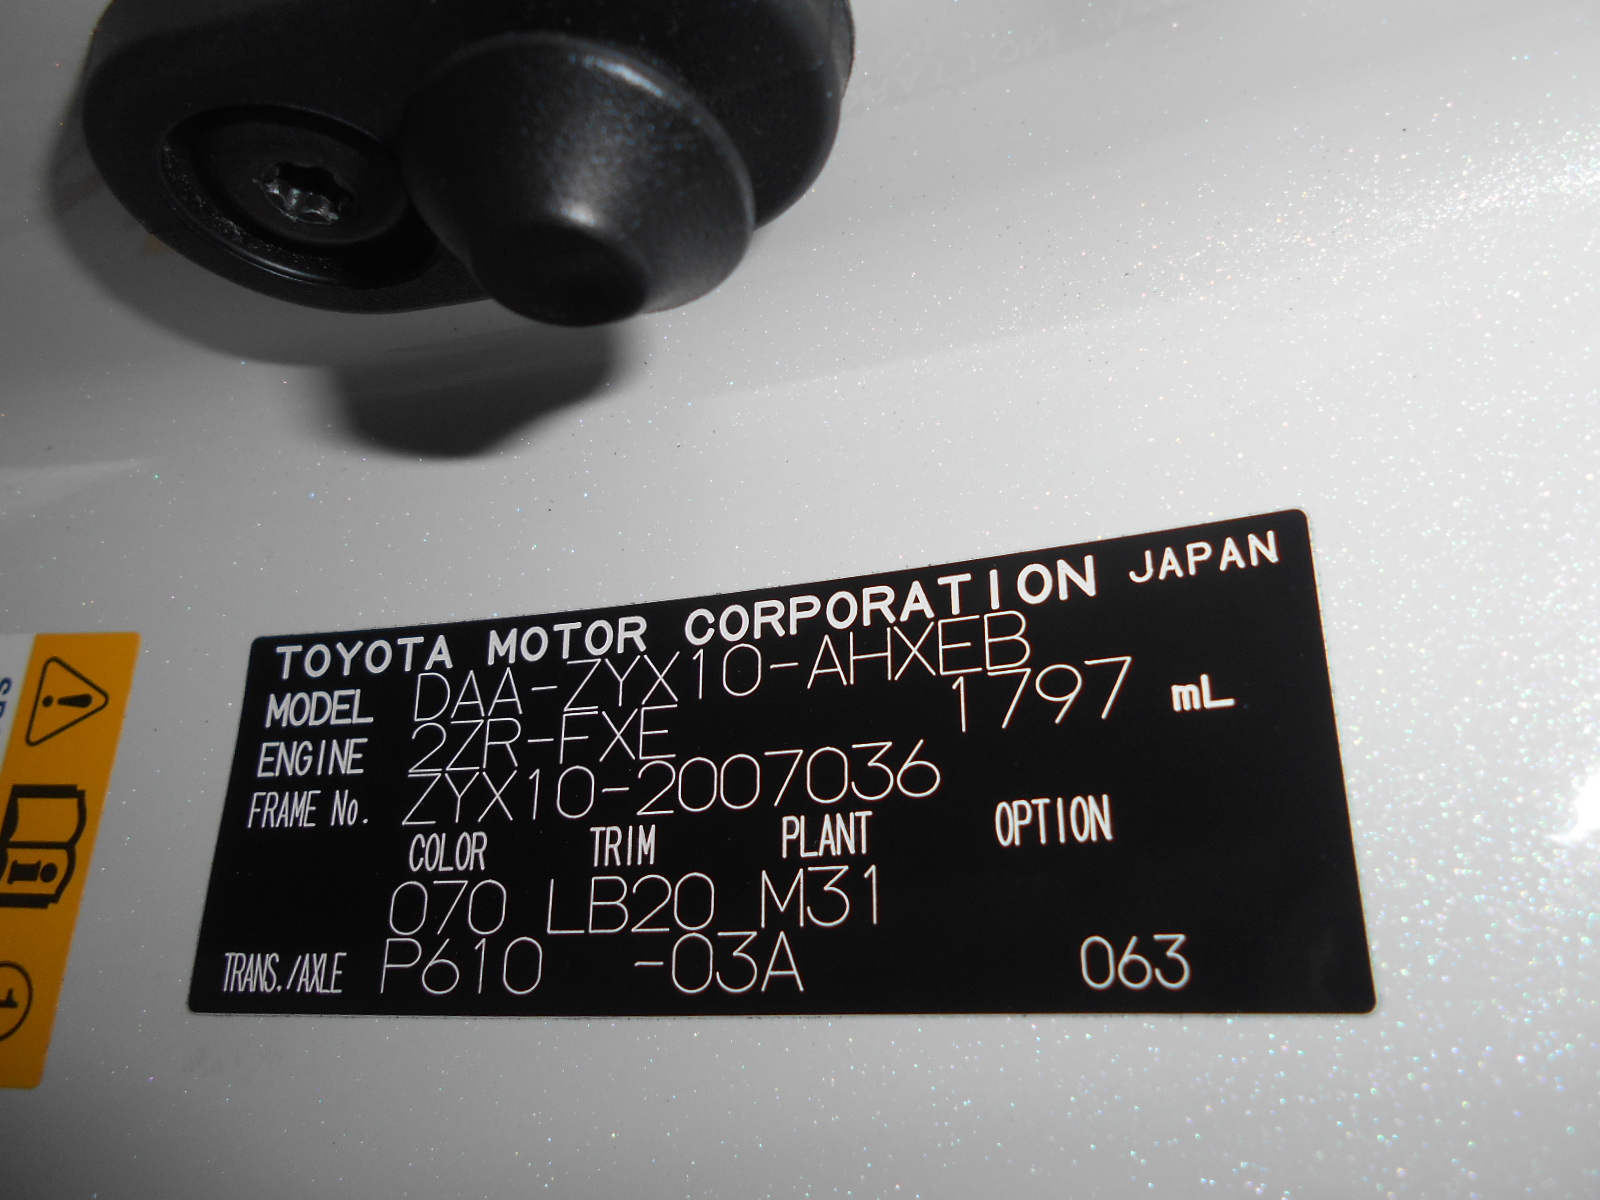 TOYOTA MOTOR CORPORATION JAPAN
MODEL DAA-ZYX10-AHXEB
ENGINE 2ZR-FXE 1797 mL
FRAME No. ZYX10-2007036
COLOR TRIM PLANT OPTION
070 LB20 M31
TRANS./AXLE P610 -03A 063